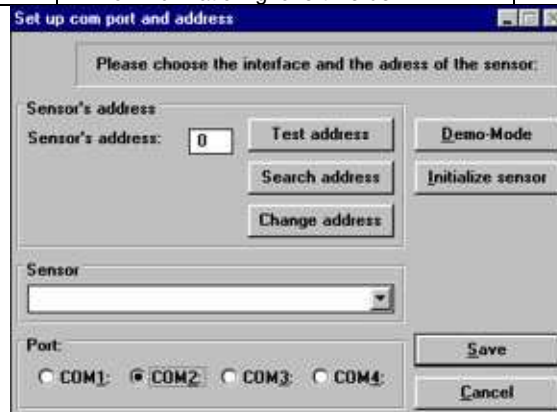 Set up com port and address
Please choose the interface and the adress of the sensor:
Sensor's address
Sensor's address: 0 Test address Demo-Mode
Search address Initialize sensor
Change address
Sensor
Port:
COM1: COM2: COM3: COM4:
Save
Cancel